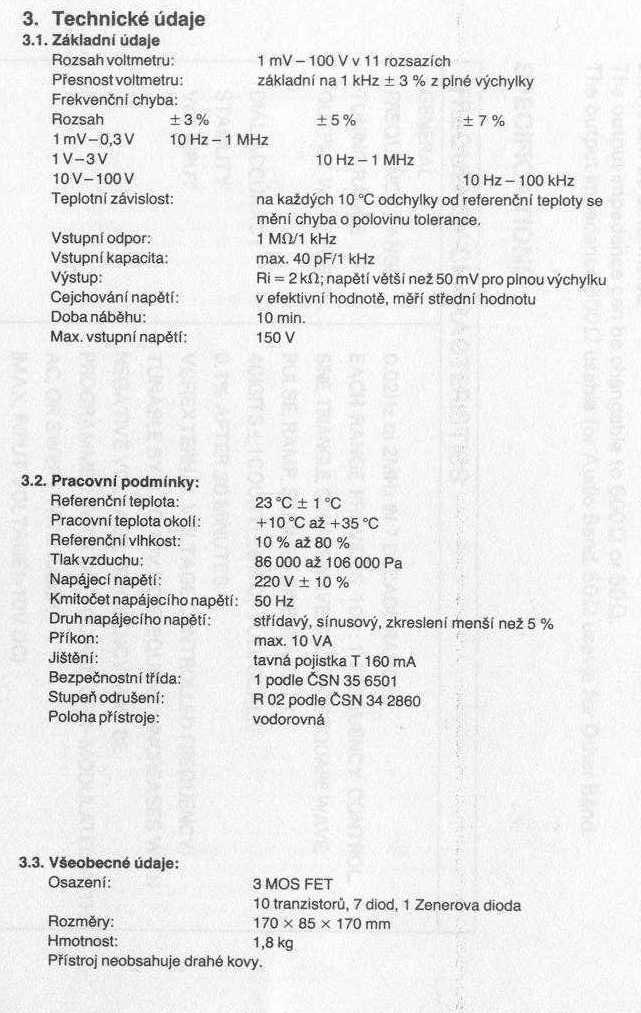 3. Technické údaje
3.1. Základní údaje
Rozsah voltmetru: 1 mV – 100 V v 11 rozsazích
Přesnost voltmetru: základní na 1 kHz ± 3 % z plné výchylky
Frekvenční chyba:
Rozsah ± 3 % ± 5 % ± 7 %
1 mV – 0,3 V 10 Hz – 1 MHz
1 V – 3 V 10 Hz – 1 MHz
10 V – 100 V 10 Hz – 100 kHz
Teplotní závislost: na každých 10 °C odchylky od referenční teploty se
mění chyba o polovinu tolerance.
Vstupní odpor: 1 MΩ/1 kHz
Vstupní kapacita: max. 40 pF/1 kHz
Výstup: Ri = 2 kΩ; napětí větší než 50 mV pro plnou výchylku
Cejchování napětí: v efektivní hodnotě, měří střední hodnotu
Doba náběhu: 10 min.
Max. vstupní napětí: 150 V
3.2. Pracovní podmínky:
Referenční teplota: 23 °C ± 1 °C
Pracovní teplota okolí: +10 °C až +35 °C
Referenční vlhkost: 10 % až 80 %
Tlak vzduchu: 86 000 až 106 000 Pa
Napájecí napětí: 220 V ± 10 %
Kmitočet napájecího napětí: 50 Hz
Druh napájecího napětí: střídavý, sínusový, zkreslení menší než 5 %
Příkon: max. 10 VA
Jištění: tavná pojistka T 160 mA
Bezpečnostní třída: 1 podle ČSN 35 6501
Stupeň odrušení: R 02 podle ČSN 34 2860
Poloha přístroje: vodorovná
3.3. Všeobecné údaje:
Osazení: 3 MOS FET
10 tranzistorů, 7 diod, 1 Zenerova dioda
Rozměry: 170 × 85 × 170 mm
Hmotnost: 1,8 kg
Přístroj neobsahuje drahé kovy.